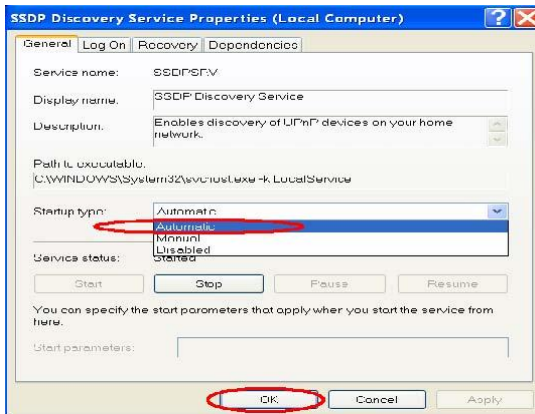 SSDP Discovery Service Properties (Local Computer)
General Log On Recovery Dependencies
Service name: SSDPSRV
Display name: SSDP Discovery Service
Description: Enables discovery of UPnP devices on your home
network.
Path to executable:
C:\WINDOWS\System32\svchost.exe -k LocalService
Startup type: Automatic
Automatic
Manual
Disabled
Service status: Started
Start Stop Pause Resume
You can specify the start parameters that apply when you start the service from
here.
Start parameters:
OK Cancel Apply